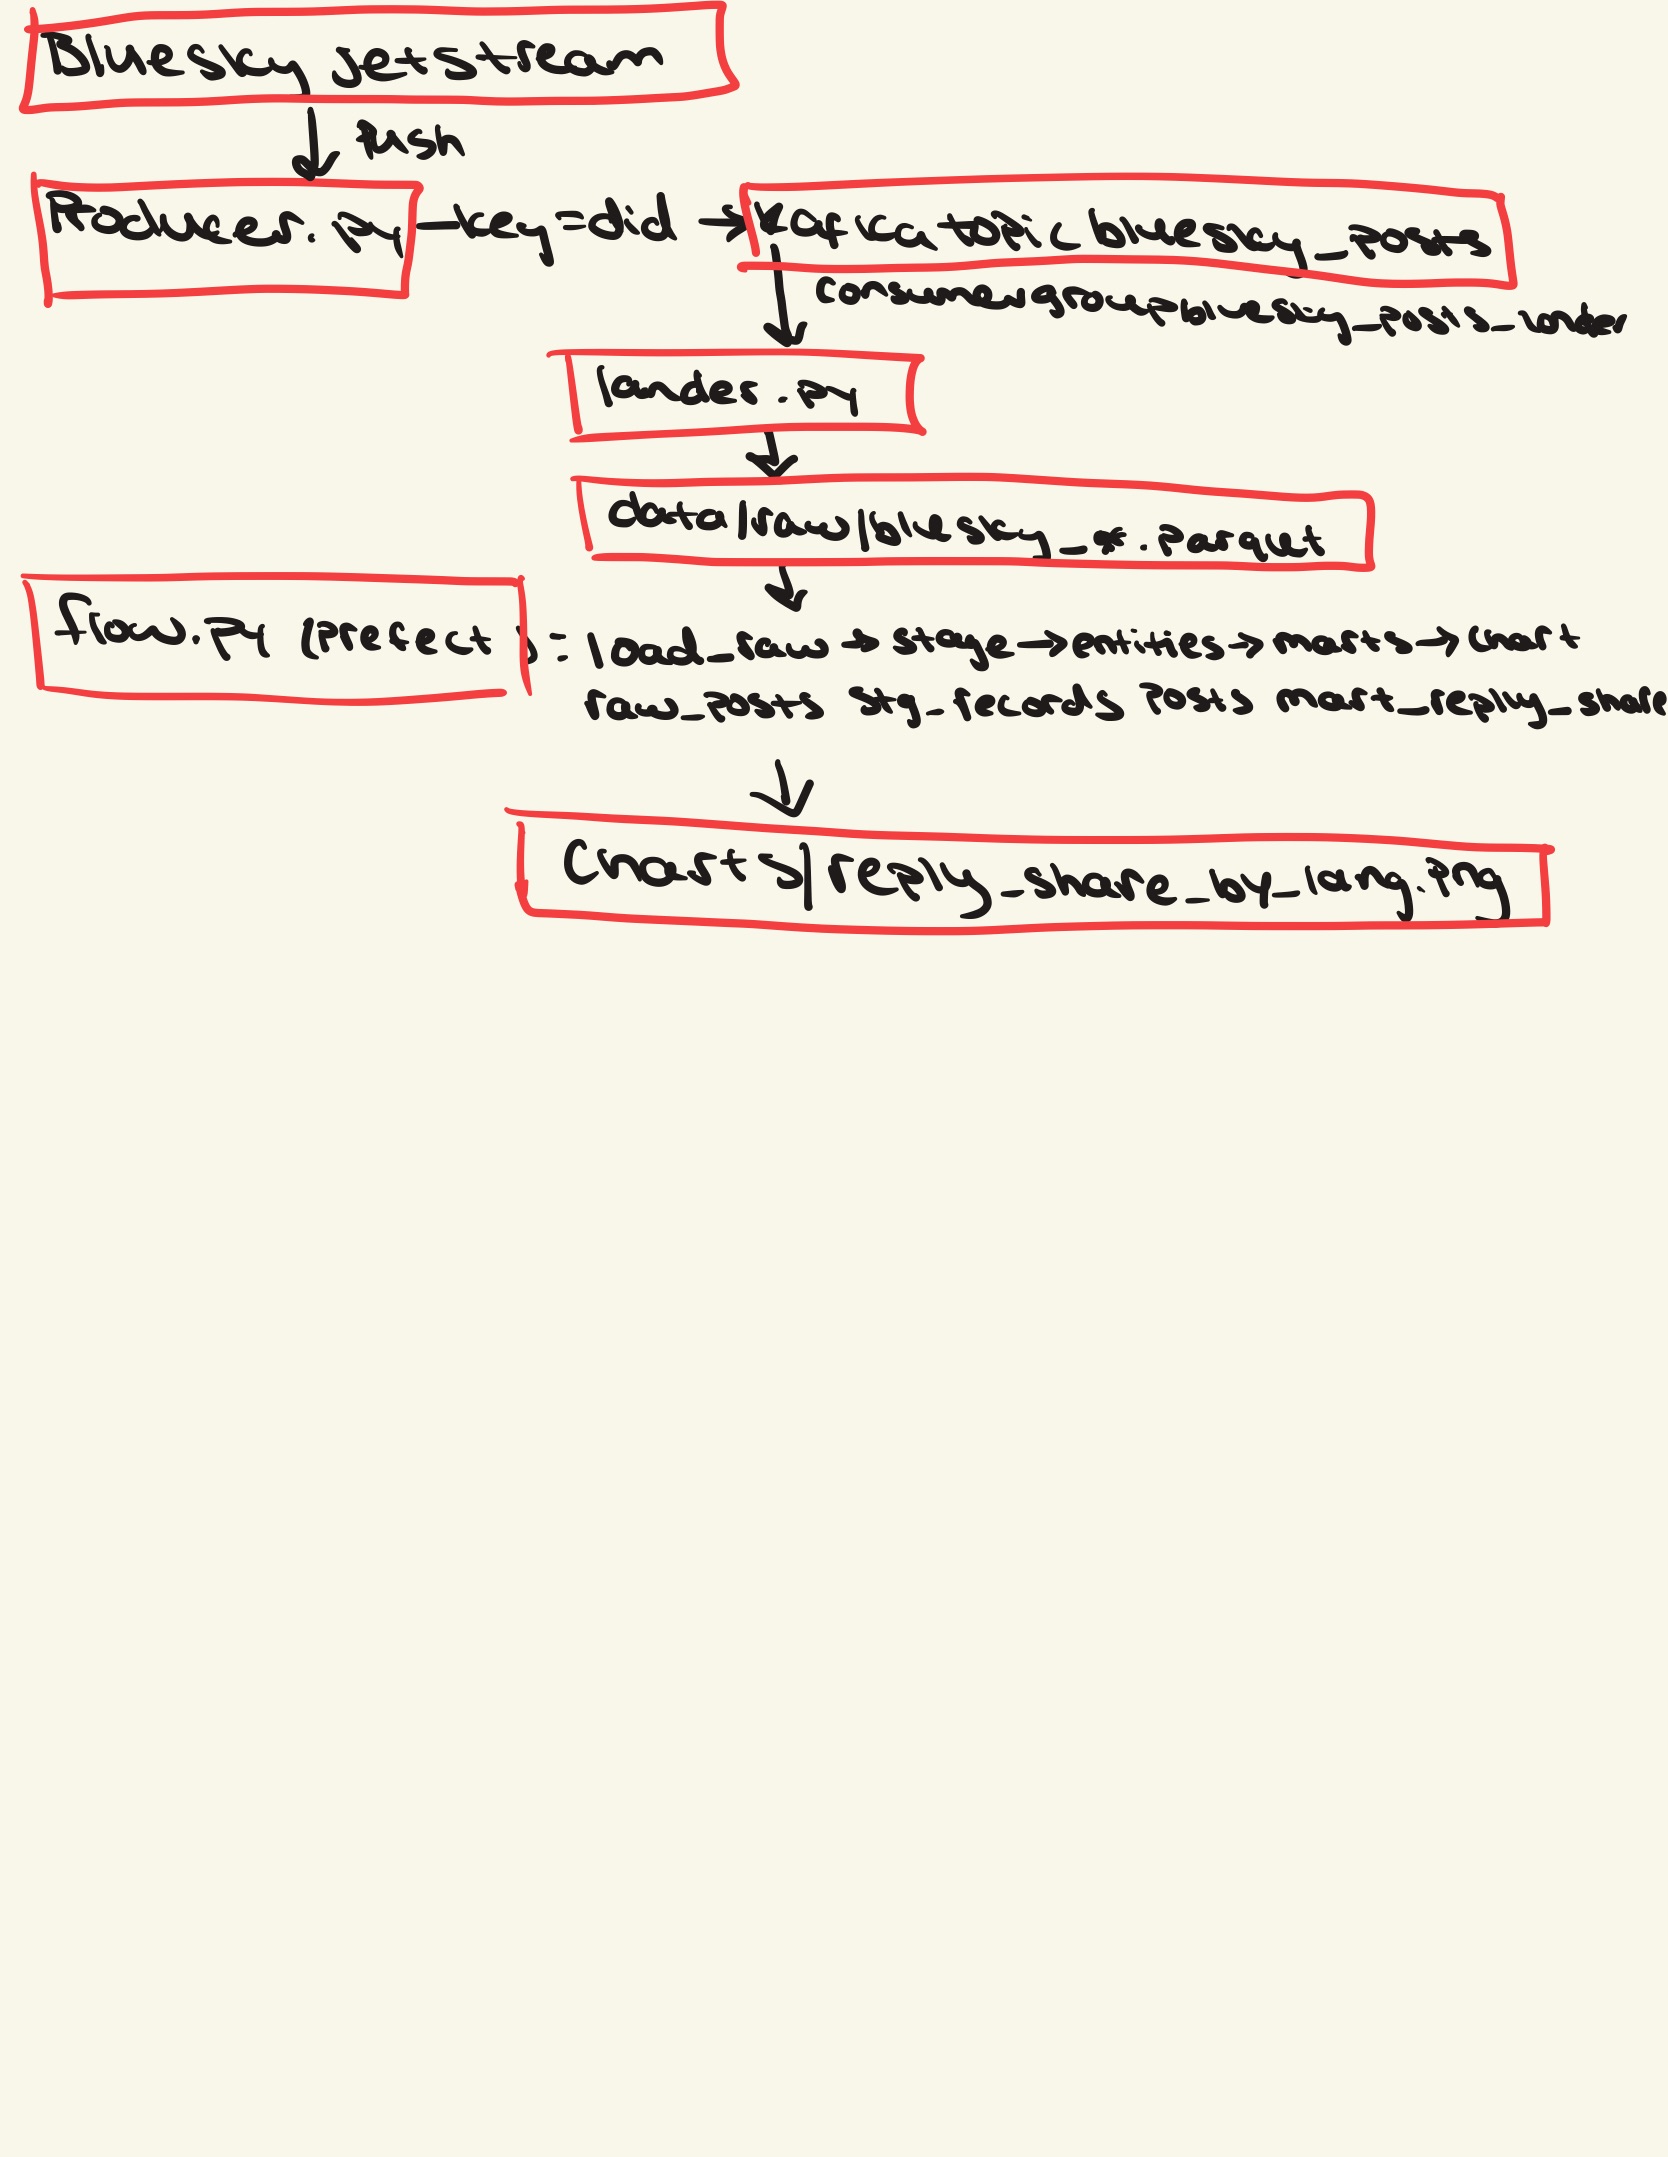 Bluesky jetstream
↓ Push
Producer.py —key=did → Kafka topic bluesky_posts
consumer group bluesky_posts_lander
lander.py
data/raw/bluesky_*.parquet
flow.py (prefect) = load_raw → stage → entities → marts → chart
raw_posts stg_records posts mart_reply_share
Charts/reply_share_by_lang.png